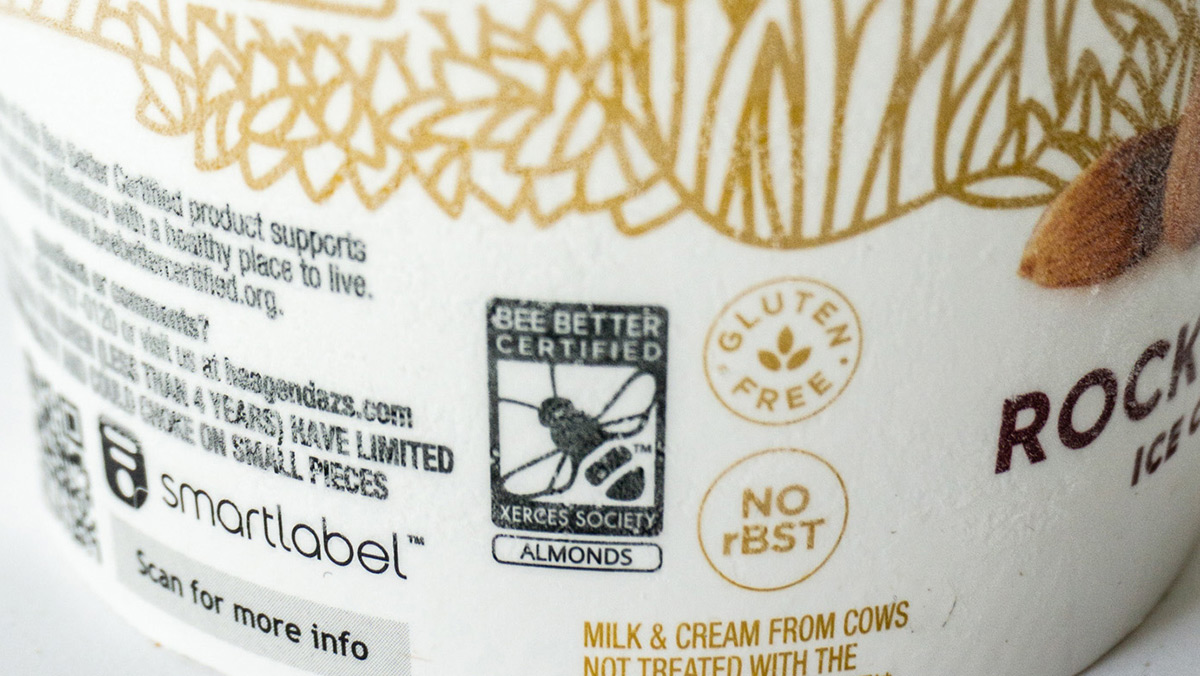 Better Certified product supports
with a healthy place to live.
www.beebettercertified.org.
or comments?
or visit us at haagendazs.com
(LESS THAN 4 YEARS) HAVE LIMITED
AND COULD CHOKE ON SMALL PIECES
smartlabel™
Scan for more info
BEE BETTER
CERTIFIED
™
XERCES SOCIETY
ALMONDS
GLUTEN
FREE
NO
rBST
MILK & CREAM FROM COWS
NOT TREATED WITH THE
ROCK
ICE